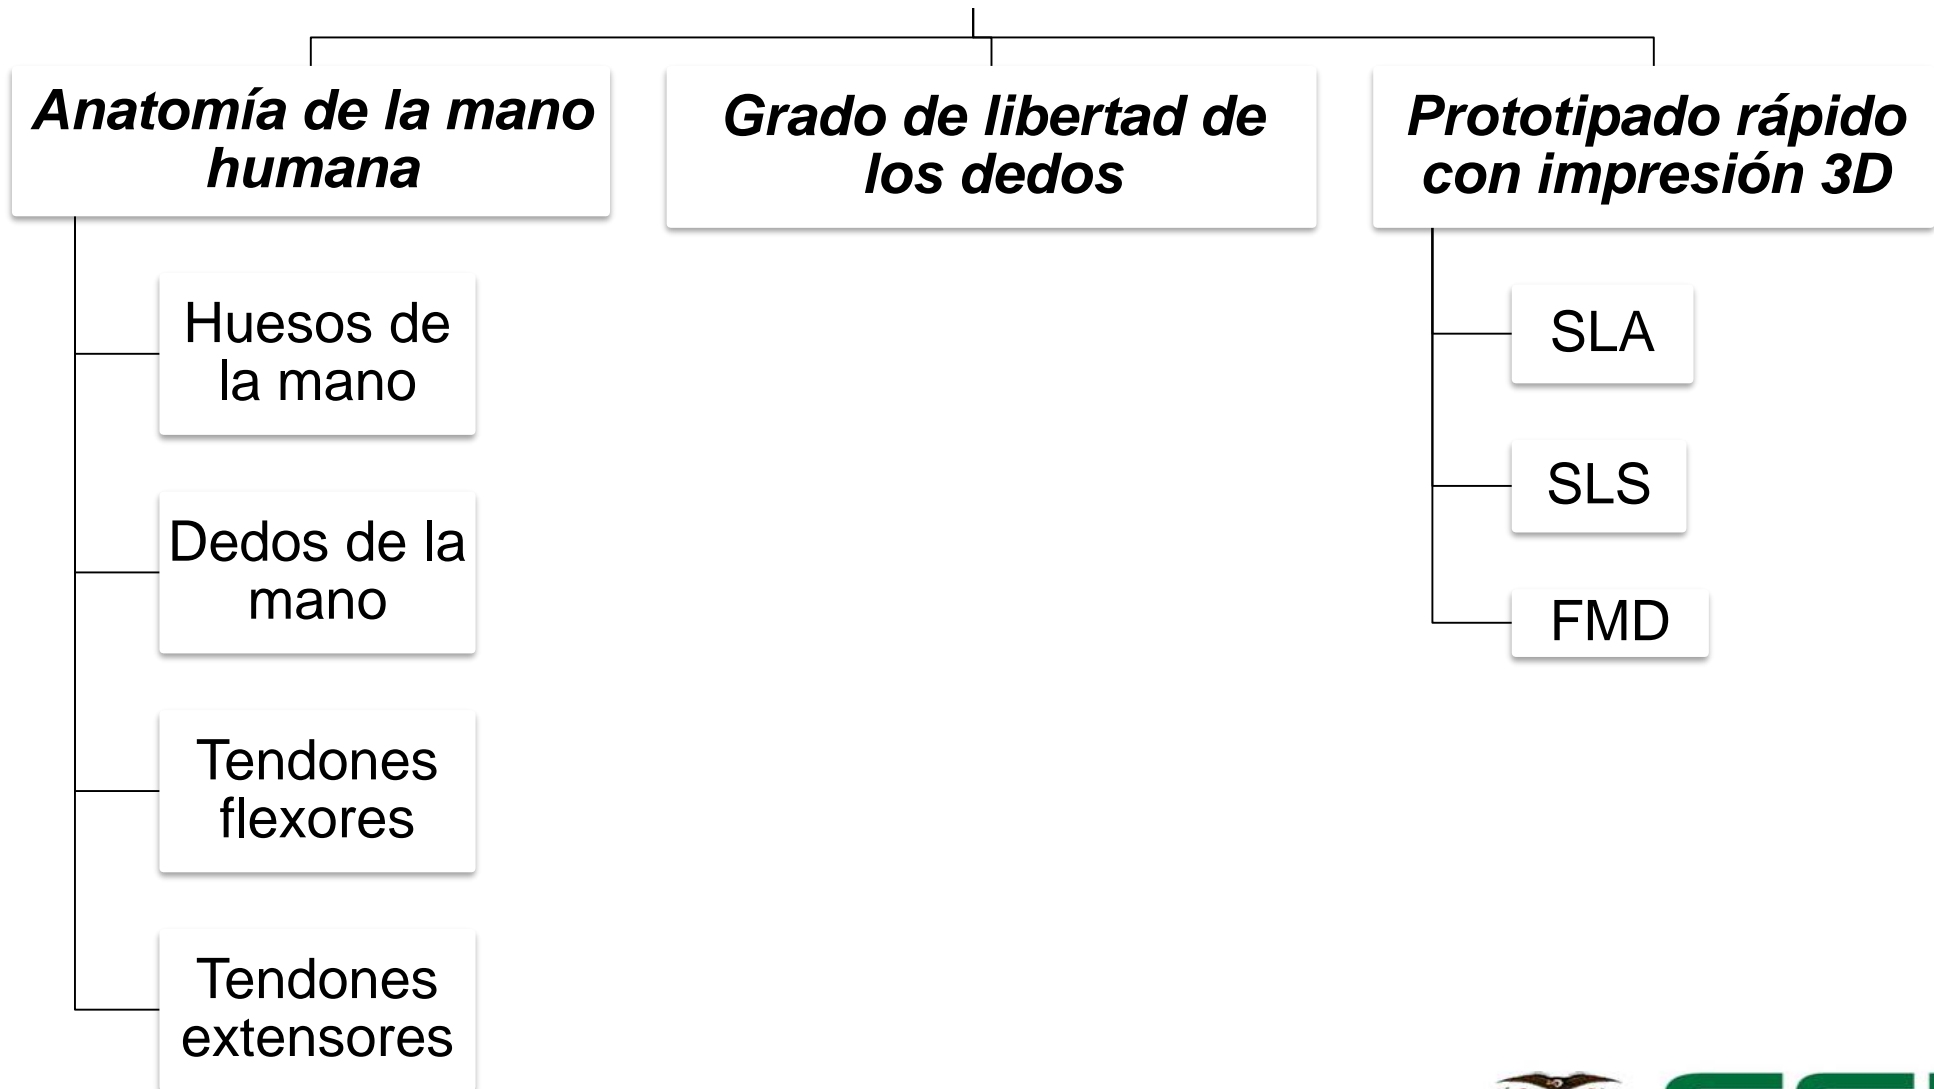 Anatomía de la mano
humana
Huesos de
la mano
Dedos de la
mano
Tendones
flexores
Tendones
extensores
Grado de libertad de
los dedos
Prototipado rápido
con impresión 3D
SLA
SLS
FMD